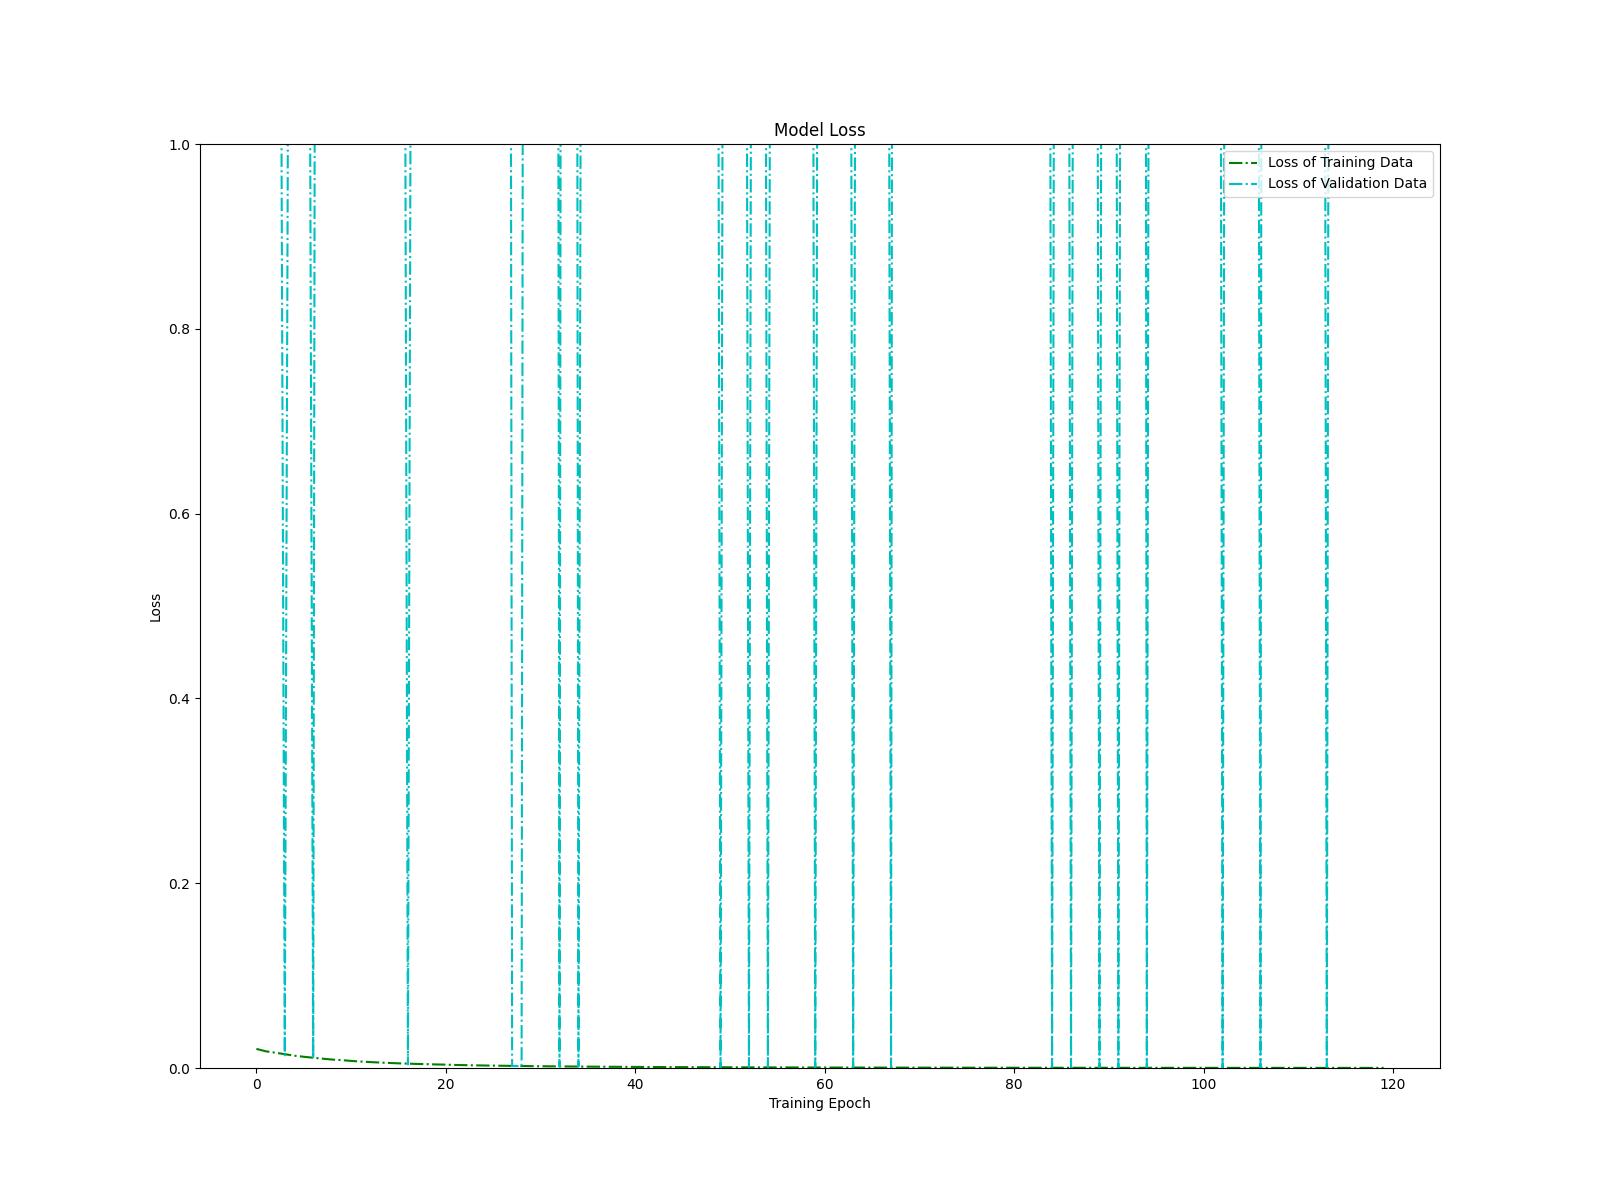 Model Loss
1.0
0.8
0.6
0.4
0.2
0.0
Loss
Loss of Training Data
Loss of Validation Data
0 20 40 60 80 100 120
Training Epoch